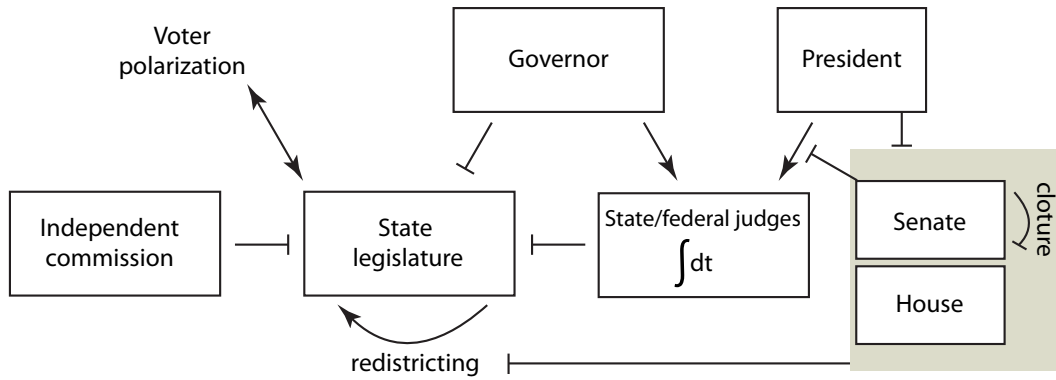 Voter
polarization
Governor
President
Independent
commission
State
legislature
State/federal judges
∫dt
Senate
cloture
House
redistricting